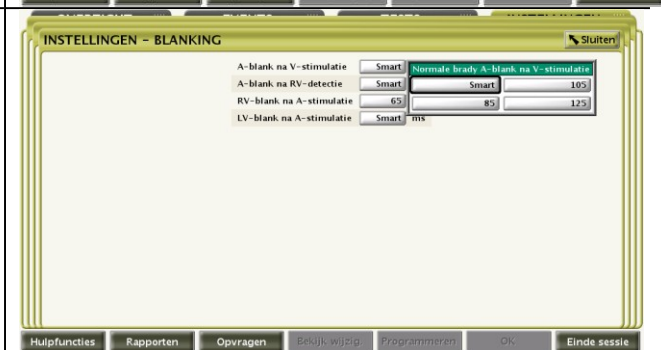 INSTELLINGEN - BLANKING
Sluiten
A-blank na V-stimulatie Smart
Normale brady A-blank na V-stimulatie
A-blank na RV-detectie Smart
Smart 105
RV-blank na A-stimulatie 65
85 125
LV-blank na A-stimulatie Smart ms
Hulpfuncties Rapporten Opvragen Bekijk wijzig Programmeren OK Einde sessie